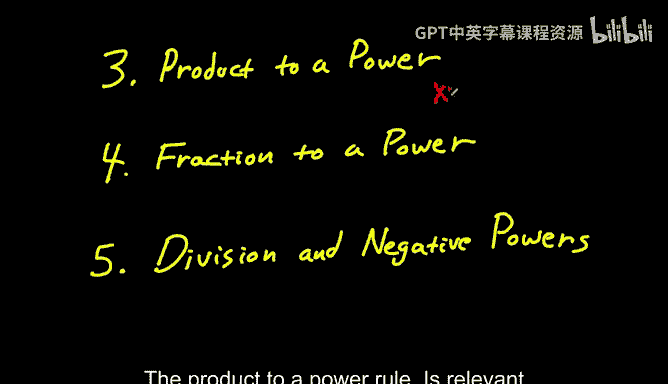 GPT中英字幕课程资源 bilibili
3. Product to a Power
x
4. Fraction to a Power
5. Division and Negative Powers
The product to a power rule. Is relevant